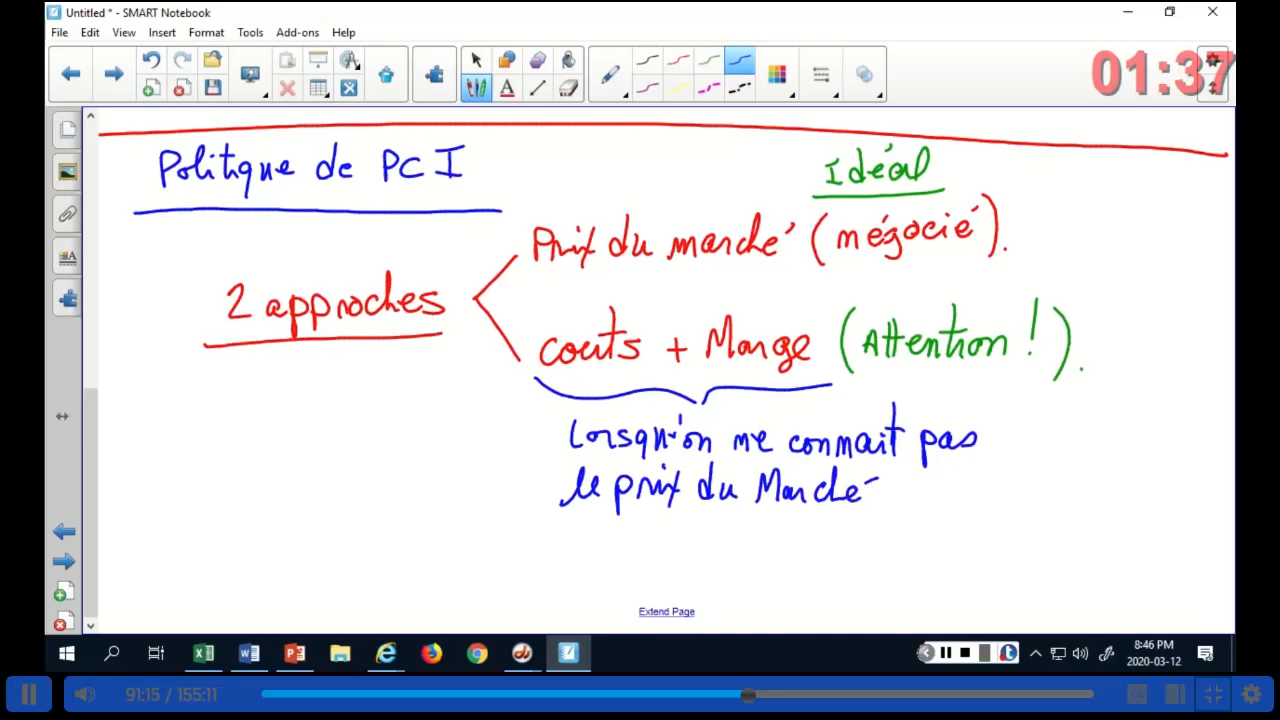 Untitled * - SMART Notebook
File Edit View Insert Format Tools Add-ons Help
01:37
Politique de PCI
Idéal
Prix du marché (négocié).
2 approches
couts + Marge (Attention !).
Lorsqu'on ne connait pas
le prix du Marché
Extend Page
8:46 PM
2020-03-12
91:15 / 155:11